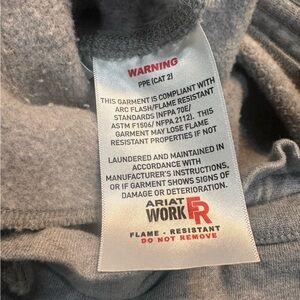 WARNING
PPE (CAT 2)
THIS GARMENT IS COMPLIANT WITH
ARC FLASH/FLAME RESISTANT
STANDARDS (NFPA 70E/
ASTM F1506/ NFPA 2112). THIS
GARMENT MAY LOSE FLAME
RESISTANT PROPERTIES IF NOT
LAUNDERED AND MAINTAINED IN
ACCORDANCE WITH
MANUFACTURER'S INSTRUCTIONS,
OR IF GARMENT SHOWS SIGNS OF
DAMAGE OR DETERIORATION.
ARIAT
WORK FR
FLAME - RESISTANT
DO NOT REMOVE